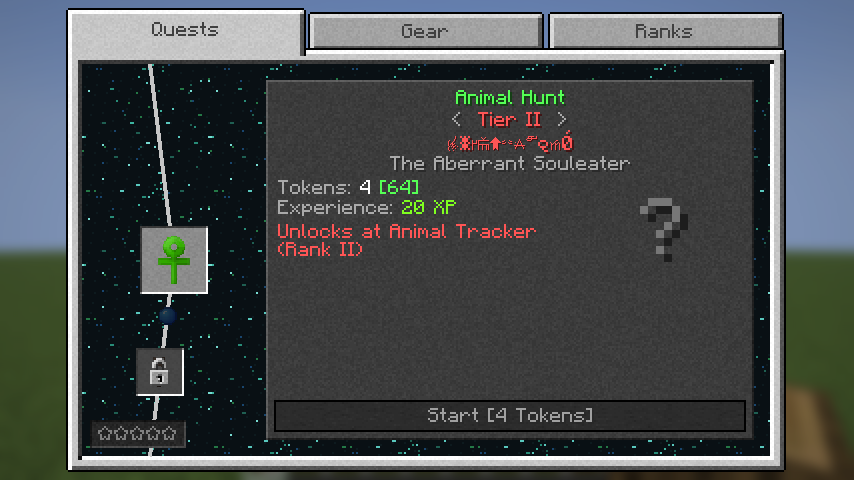 Quests
Gear
Ranks
Animal Hunt
< Tier II >
The Aberrant Souleater
Tokens: 4 [64]
Experience: 20 XP
Unlocks at Animal Tracker
(Rank II)
?
Start [4 Tokens]